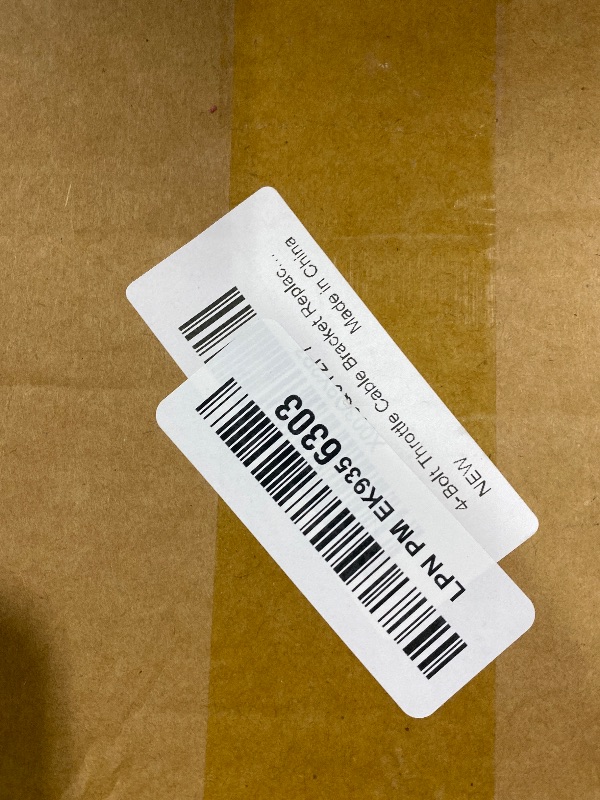 4-Bolt Throttle Cable Bracket Replac....
NEW
Made in China
LPN PM EK935 6303